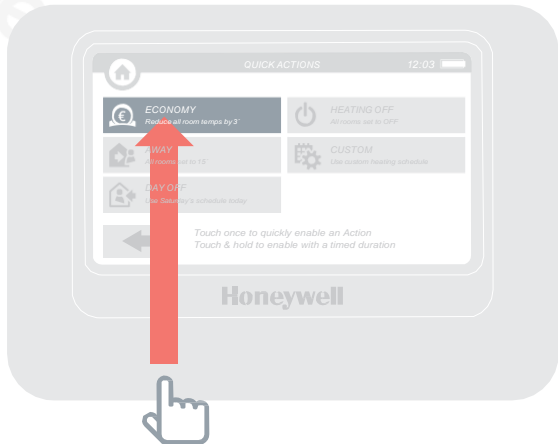 QUICK ACTIONS 12:03
ECONOMY
Reduce all room temps by 3°
HEATING OFF
All rooms set to OFF
AWAY
All rooms set to 15°
CUSTOM
Use custom heating schedule
DAY OFF
Use Saturday's schedule today
Touch once to quickly enable an Action
Touch & hold to enable with a timed duration
Honeywell